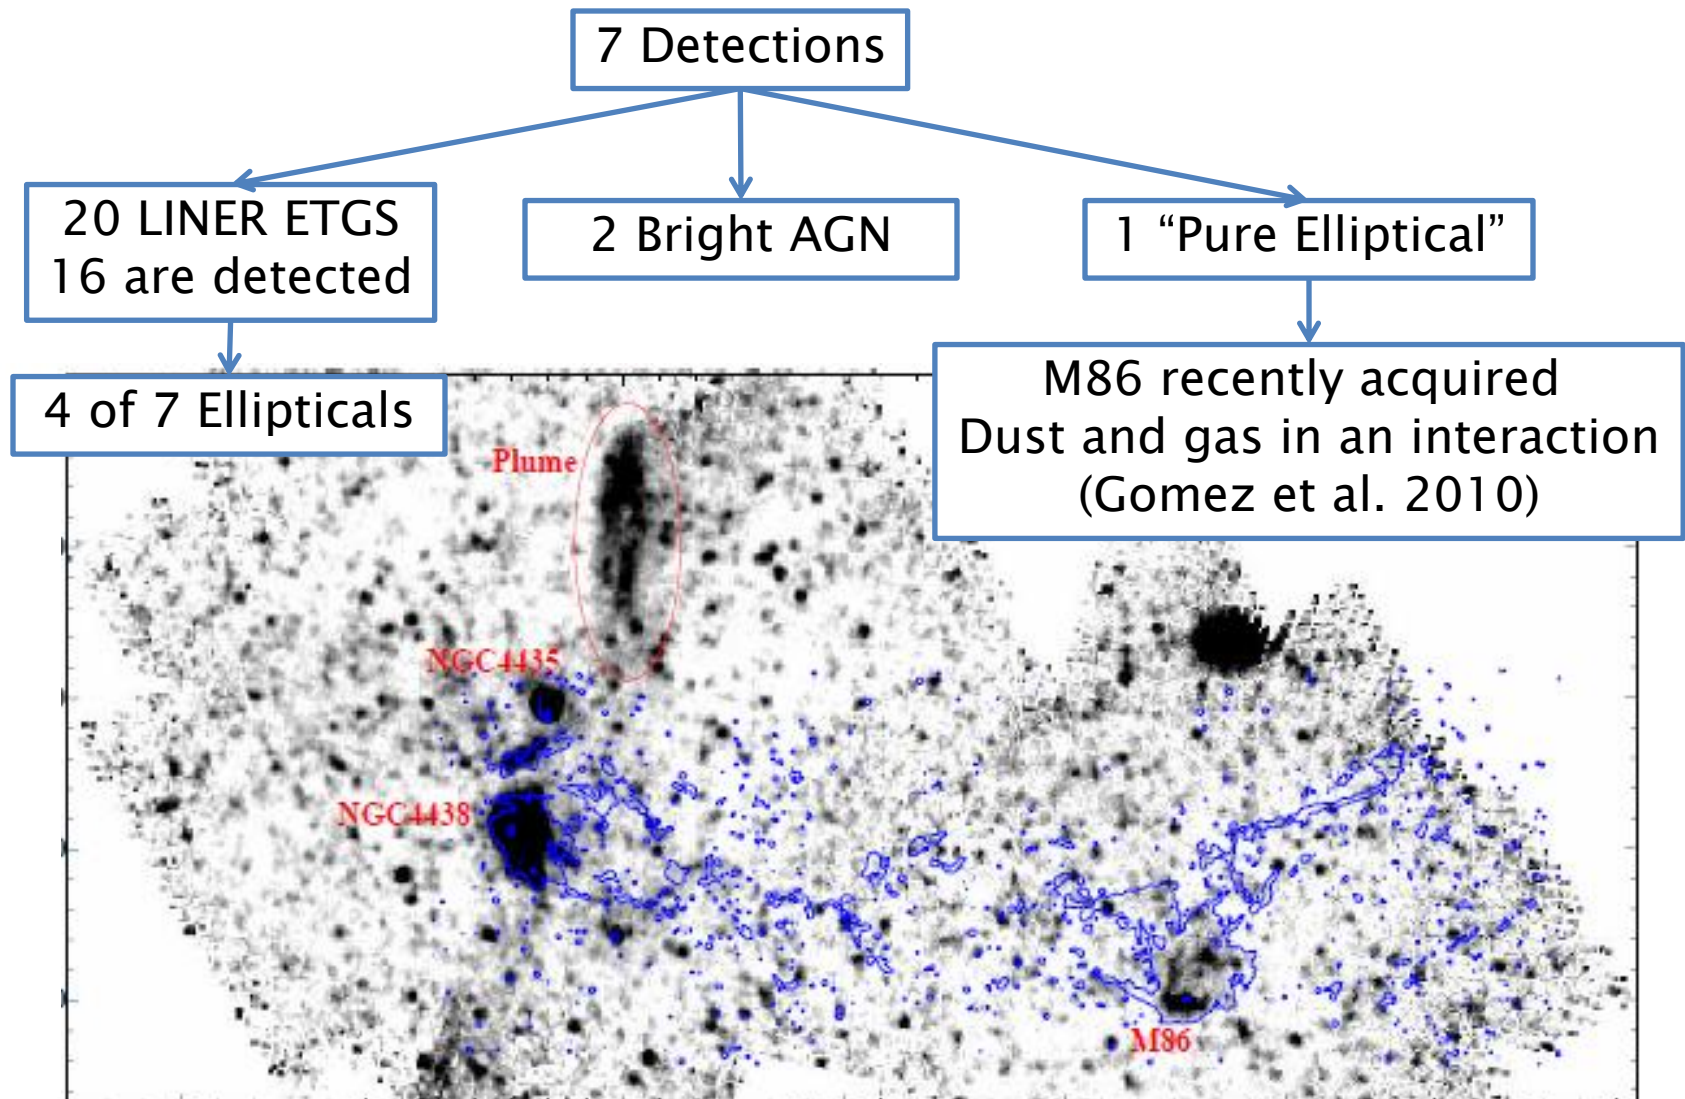 7 Detections
20 LINER ETGS
16 are detected
2 Bright AGN
1 “Pure Elliptical”
4 of 7 Ellipticals
M86 recently acquired
Dust and gas in an interaction
(Gomez et al. 2010)
Plume
NGC4435
NGC4438
M86